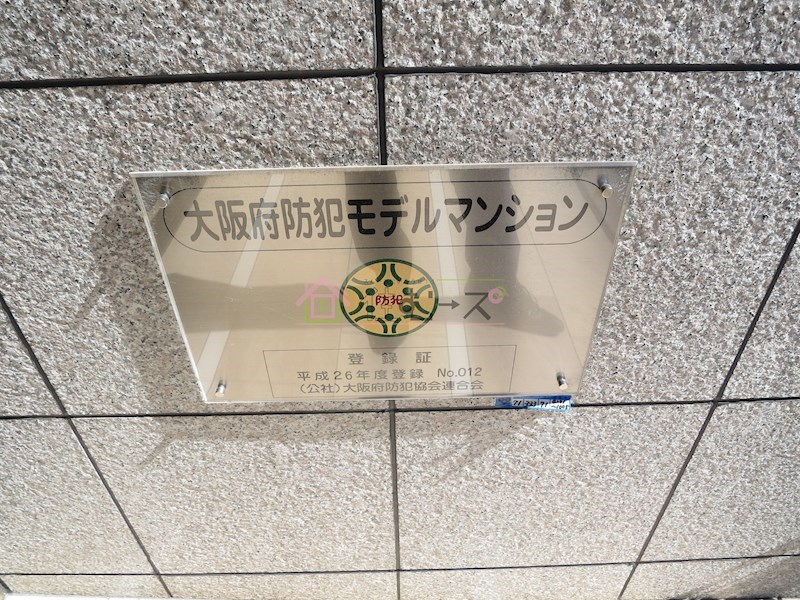 大阪府防犯モデルマンション
防犯
登録証
平成26年度登録 No.012
(公社)大阪府防犯協会連合会